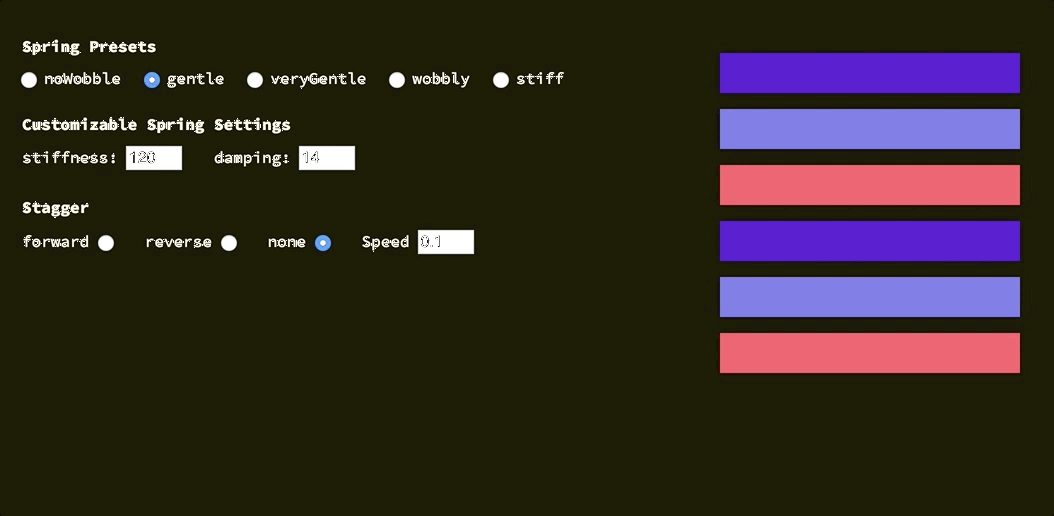 Spring Presets
noWobble gentle veryGentle wobbly stiff
Customizable Spring Settings
stiffness: 120 damping: 14
Stagger
forward reverse none Speed 0.1